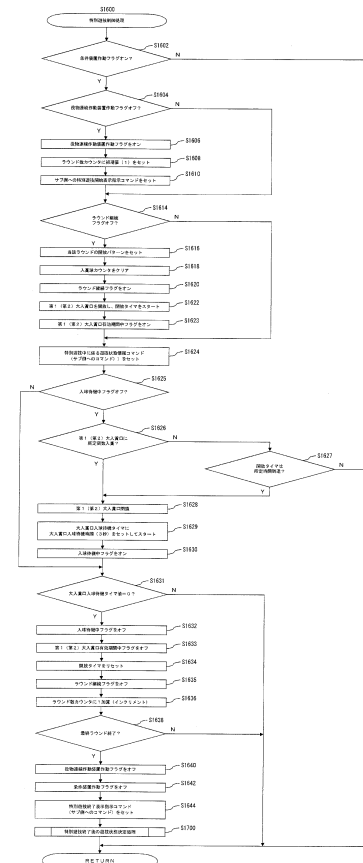 S1600
特別遊技制御処理
S1602
条件装置作動フラグオン?
N
Y
S1604
役物連続作動装置作動フラグオフ?
N
Y
役物連続作動装置作動フラグをオン
S1606
ラウンド数カウンタに初期値(1)をセット
S1608
サブ側への特別遊技開始表示指示コマンドをセット
S1610
S1614
ラウンド継続
フラグオフ?
N
Y
当該ラウンドの開放パターンをセット
S1616
入賞球カウンタをクリア
S1618
ラウンド継続フラグをオン
S1620
第1(第2)大入賞口を開放し、開放タイマをスタート
S1622
第1(第2)大入賞口有効期間中フラグをオン
S1623
特別遊技中に係る遊技状態情報コマンド
(サブ側へのコマンド)をセット
S1624
S1625
入球待機中フラグオフ?
N
Y
S1626
第1(第2)大入賞口に
所定個数入賞?
N
S1627
開放タイマは
所定時間到達?
N
Y
Y
第1(第2)大入賞口閉鎖
S1628
大入賞口入球待機タイマに
大入賞口入球待機時間(3秒)をセットしてスタート
S1629
入球待機中フラグをオン
S1630
S1631
大入賞口入球待機タイマ値=0?
N
Y
入球待機中フラグをオフ
S1632
第1(第2)大入賞口有効期間中フラグをオフ
S1633
開放タイマをリセット
S1634
ラウンド継続フラグをオフ
S1635
ラウンド数カウンタに1加算(インクリメント)
S1636
S1638
最終ラウンド終了?
N
Y
役物連続作動装置作動フラグをオフ
S1640
条件装置作動フラグをオフ
S1642
特別遊技終了表示指示コマンド
(サブ側へのコマンド)をセット
S1644
特別遊技終了後の遊技状態決定処理
S1700
RETURN